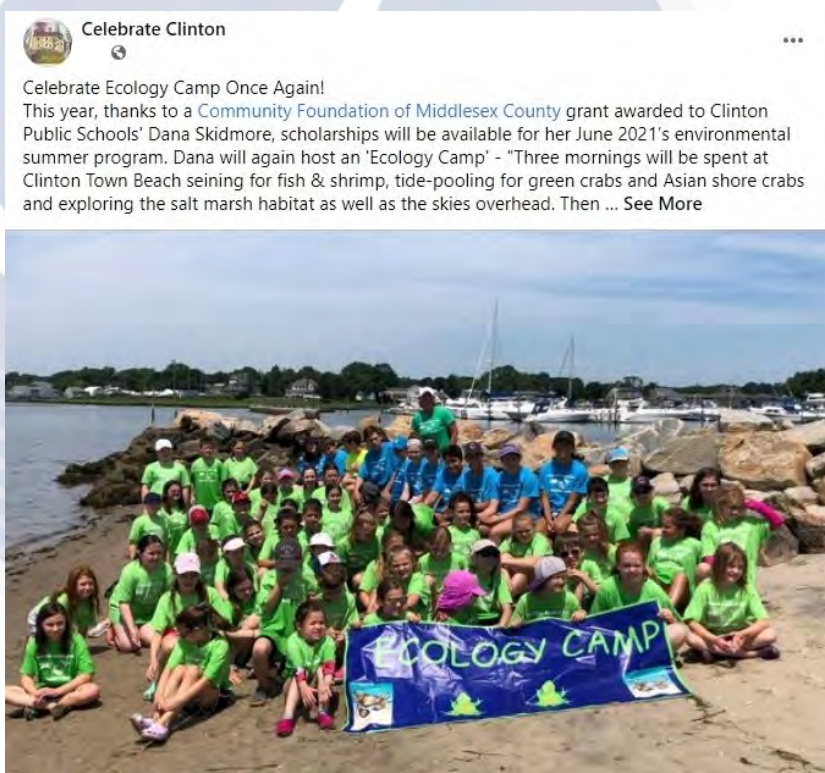 Celebrate Clinton
Celebrate Ecology Camp Once Again!
This year, thanks to a Community Foundation of Middlesex County grant awarded to Clinton
Public Schools' Dana Skidmore, scholarships will be available for her June 2021's environmental
summer program. Dana will again host an 'Ecology Camp' - "Three mornings will be spent at
Clinton Town Beach seining for fish & shrimp, tide-pooling for green crabs and Asian shore crabs
and exploring the salt marsh habitat as well as the skies overhead. Then ... See More
ECOLOGY CAMP